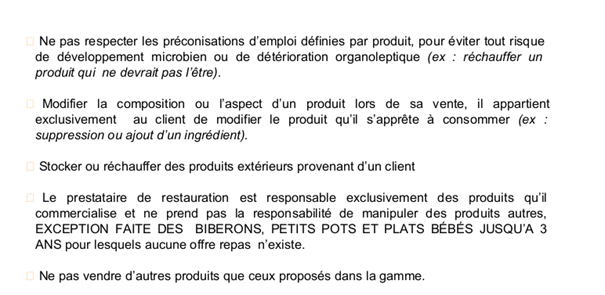 Ne pas respecter les préconisations d'emploi définies par produit, pour éviter tout risque
de développement microbien ou de détérioration organoleptique (ex : réchauffer un
produit qui ne devrait pas l'être).
Modifier la composition ou l'aspect d'un produit lors de sa vente, il appartient
exclusivement au client de modifier le produit qu'il s'apprête à consommer (ex :
suppression ou ajout d'un ingrédient).
Stocker ou réchauffer des produits extérieurs provenant d'un client
Le prestataire de restauration est responsable exclusivement des produits qu'il
commercialise et ne prend pas la responsabilité de manipuler des produits autres,
EXCEPTION FAITE DES BIBERONS, PETITS POTS ET PLATS BÉBÉS JUSQU'A 3
ANS pour lesquels aucune offre repas n'existe.
Ne pas vendre d'autres produits que ceux proposés dans la gamme.